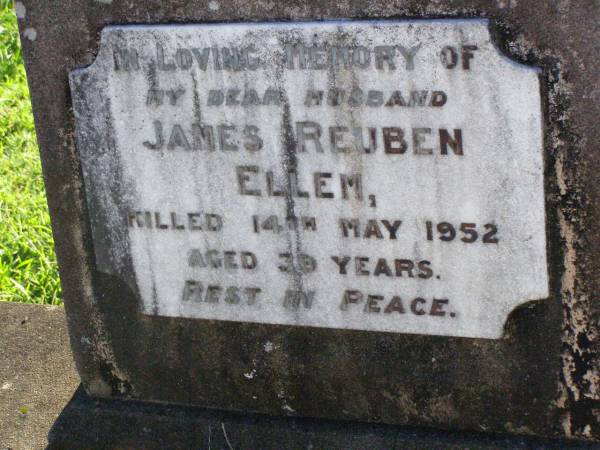 In Loving Memory of
my dear husband
James Reuben
Ellem,
killed 14th May 1952
aged 39 years.
Rest in Peace.